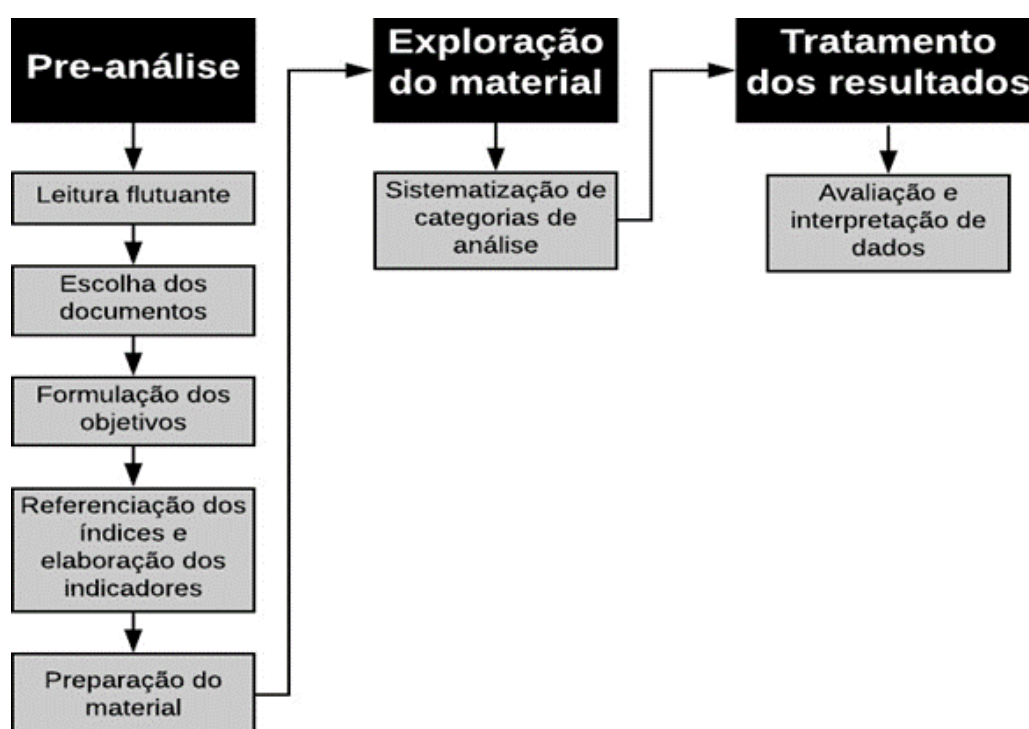 Pre-análise
Leitura flutuante
Escolha dos
documentos
Formulação dos
objetivos
Referenciação dos
índices e
elaboração dos
indicadores
Preparação do
material
Exploração
do material
Sistematização de
categorias de
análise
Tratamento
dos resultados
Avaliação e
interpretação de
dados